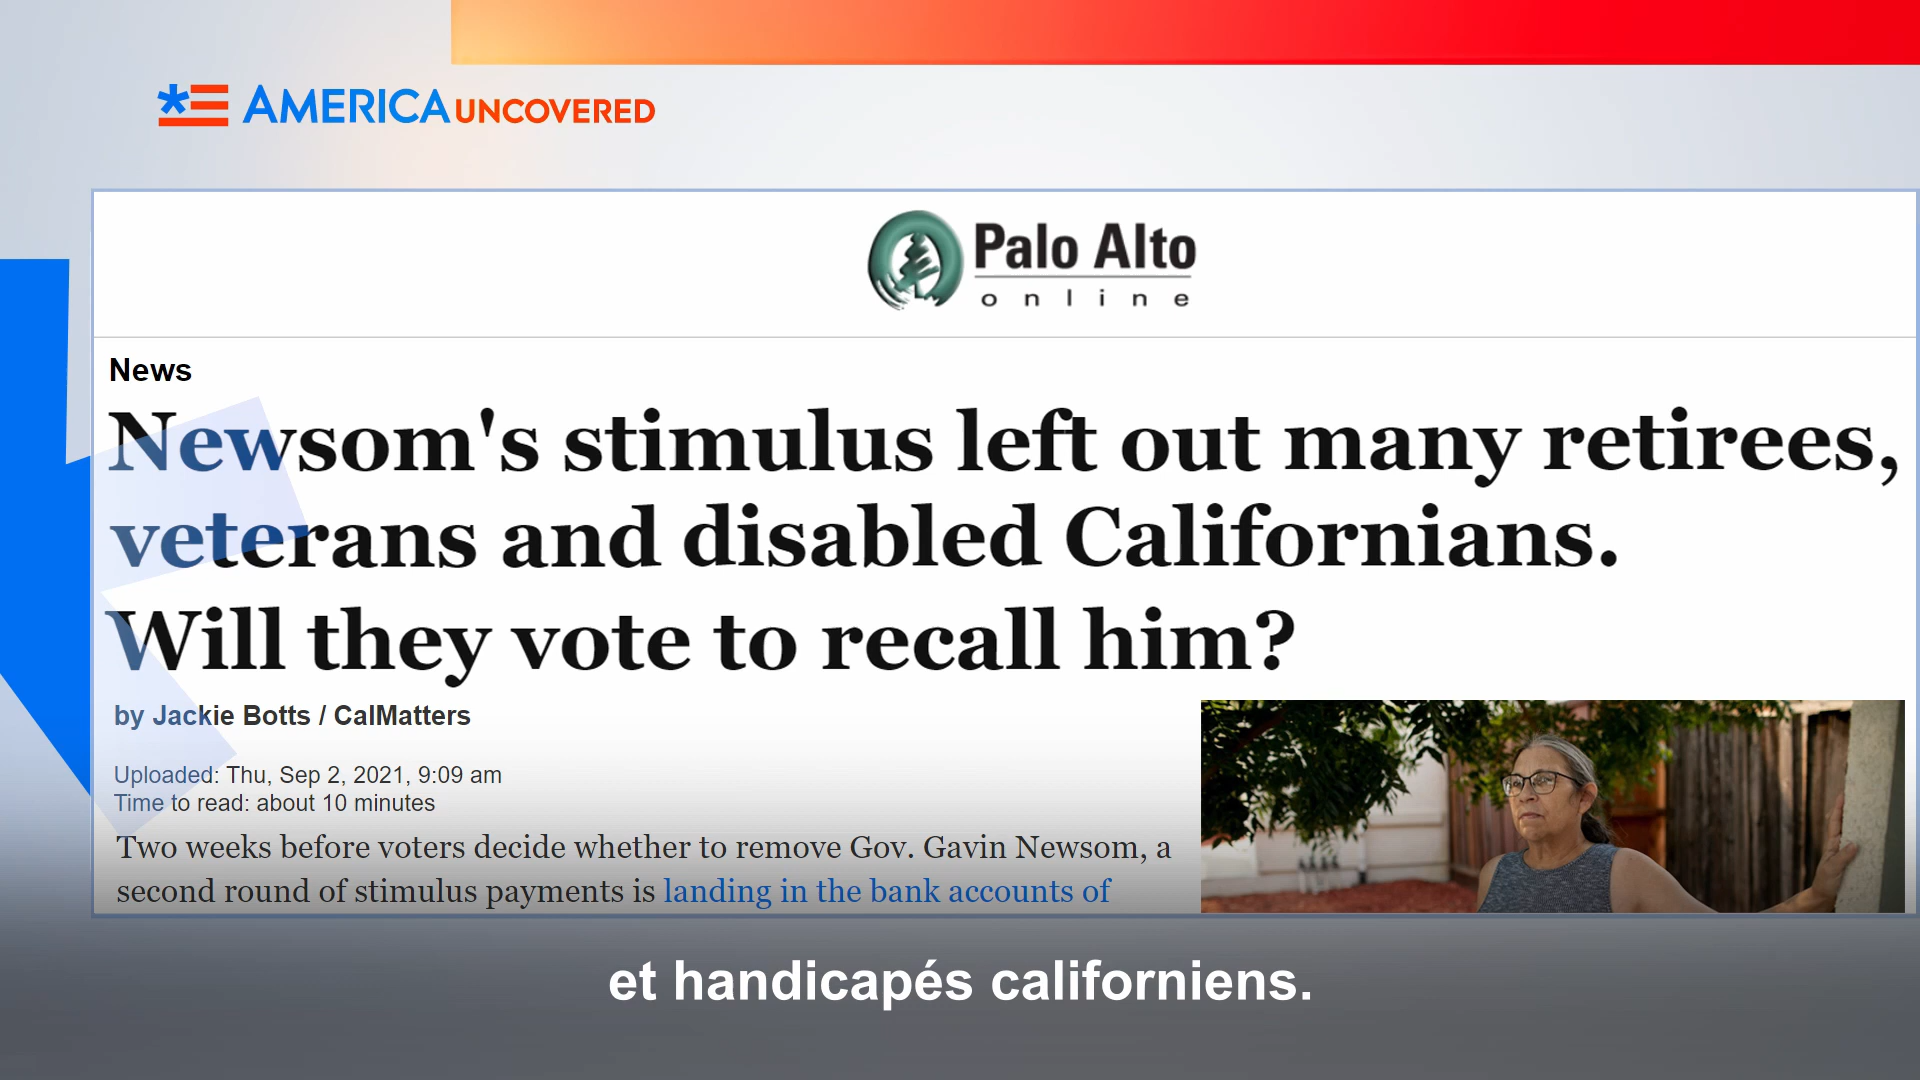 AMERICA UNCOVERED
Palo Alto
online
News
Newsom's stimulus left out many retirees,
veterans and disabled Californians.
Will they vote to recall him?
by Jackie Botts / CalMatters
Uploaded: Thu, Sep 2, 2021, 9:09 am
Time to read: about 10 minutes
Two weeks before voters decide whether to remove Gov. Gavin Newsom, a
second round of stimulus payments is landing in the bank accounts of
et handicapés californiens.